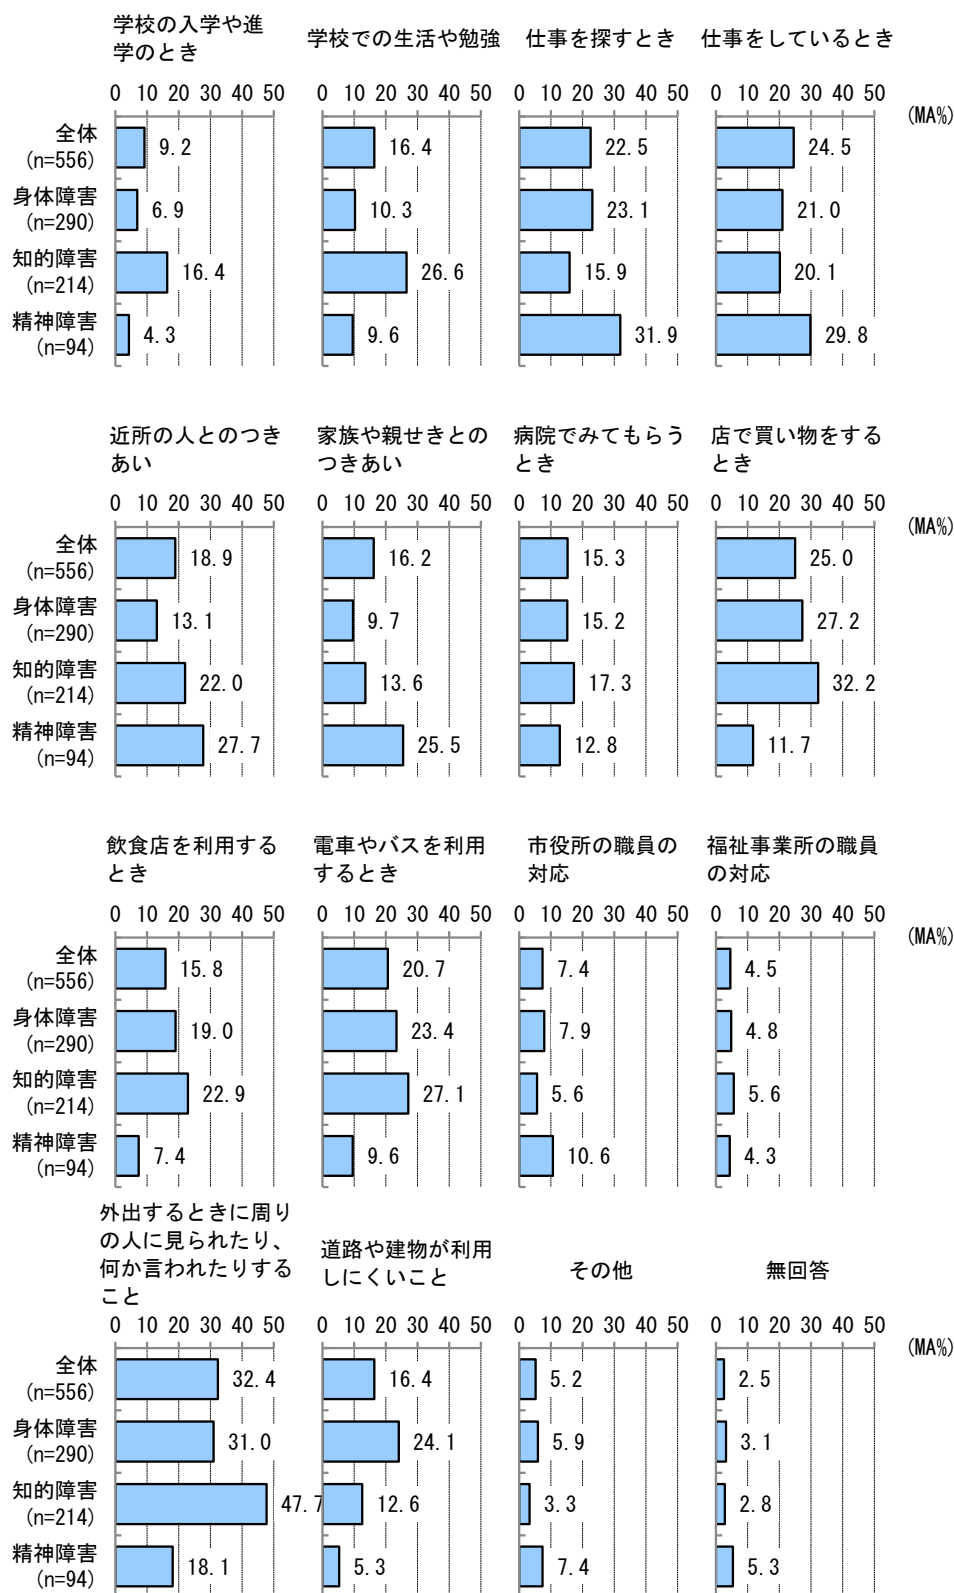 学校の入学や進
学のとき
学校での生活や勉強
仕事を探すとき
仕事をしているとき
0 10 20 30 40 50
0 10 20 30 40 50
0 10 20 30 40 50
0 10 20 30 40 50
(MA%)
全体
(n=556)
9.2
16.4
22.5
24.5
身体障害
(n=290)
6.9
10.3
23.1
21.0
知的障害
(n=214)
16.4
26.6
15.9
20.1
精神障害
(n=94)
4.3
9.6
31.9
29.8
近所の人とのつき
あい
家族や親せきとの
つきあい
病院でみてもらう
とき
店で買い物をする
とき
0 10 20 30 40 50
0 10 20 30 40 50
0 10 20 30 40 50
0 10 20 30 40 50
(MA%)
全体
(n=556)
18.9
16.2
15.3
25.0
身体障害
(n=290)
13.1
9.7
15.2
27.2
知的障害
(n=214)
22.0
13.6
17.3
32.2
精神障害
(n=94)
27.7
25.5
12.8
11.7
飲食店を利用する
とき
電車やバスを利用
するとき
市役所の職員の
対応
福祉事業所の職員
の対応
0 10 20 30 40 50
0 10 20 30 40 50
0 10 20 30 40 50
0 10 20 30 40 50
(MA%)
全体
(n=556)
15.8
20.7
7.4
4.5
身体障害
(n=290)
19.0
23.4
7.9
4.8
知的障害
(n=214)
22.9
27.1
5.6
5.6
精神障害
(n=94)
7.4
9.6
10.6
4.3
外出するときに周り
の人に見られたり、
何か言われたりする
こと
道路や建物が利用
しにくいこと
その他
無回答
0 10 20 30 40 50
0 10 20 30 40 50
0 10 20 30 40 50
0 10 20 30 40 50
(MA%)
全体
(n=556)
32.4
16.4
5.2
2.5
身体障害
(n=290)
31.0
24.1
5.9
3.1
知的障害
(n=214)
47.7
12.6
3.3
2.8
精神障害
(n=94)
18.1
5.3
7.4
5.3